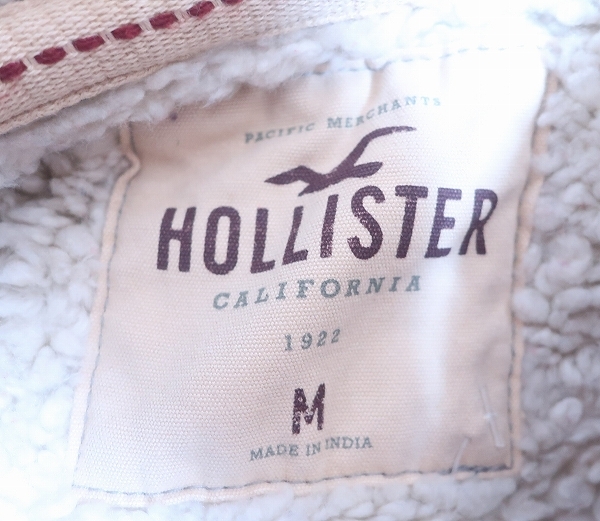 PACIFIC MERCHANTS
HOLLISTER
CALIFORNIA
1922
M
MADE IN INDIA